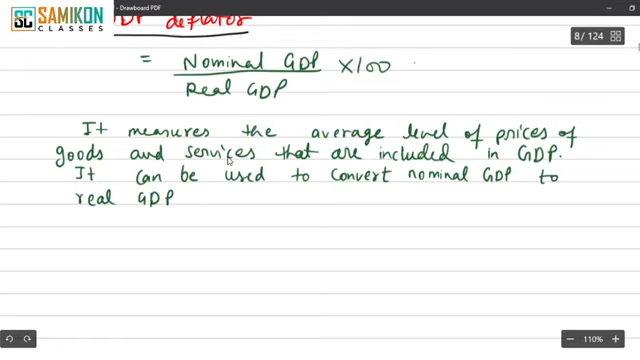 SC SAMIKON CLASSES
- Drawboard PDF
GDP deflator
8 / 124
= Nominal GDP × 100
Real GDP
It measures the average level of prices of
goods and services that are included in GDP.
It can be used to convert nominal GDP to
real GDP
110%